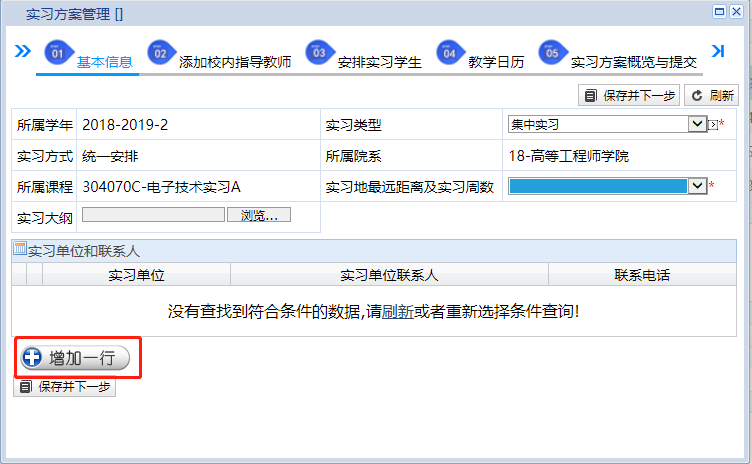 实习方案管理 []
01 基本信息 02 添加校内指导教师 03 安排实习学生 04 教学日历 05 实习方案概览与提交
保存并下一步 刷新
所属学年 2018-2019-2 实习类型 集中实习 *
实习方式 统一安排 所属院系 18-高等工程师学院
所属课程 304070C-电子技术实习A 实习地最远距离及实习周数 *
实习大纲 浏览...
实习单位和联系人
实习单位 实习单位联系人 联系电话
没有查找到符合条件的数据,请刷新或者重新选择条件查询!
增加一行
保存并下一步